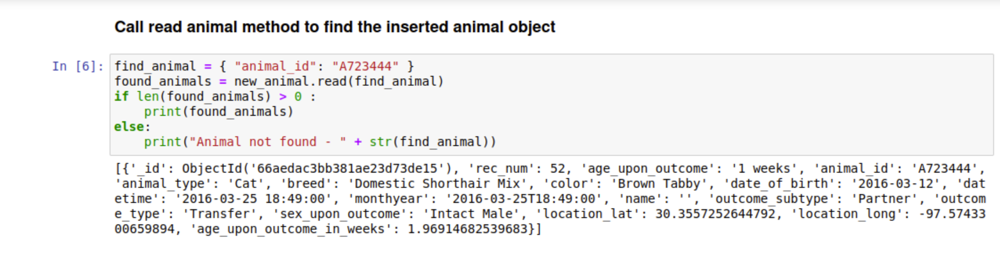 Call read animal method to find the inserted animal object
In [6]:
find_animal = { "animal_id": "A723444" }
found_animals = new_animal.read(find_animal)
if len(found_animals) > 0 :
    print(found_animals)
else:
    print("Animal not found - " + str(find_animal))
[{'_id': ObjectId('66aedac3bb381ae23d73de15'), 'rec_num': 52, 'age_upon_outcome': '1 weeks', 'animal_id': 'A723444',
'animal_type': 'Cat', 'breed': 'Domestic Shorthair Mix', 'color': 'Brown Tabby', 'date_of_birth': '2016-03-12', 'dat
etime': '2016-03-25 18:49:00', 'monthyear': '2016-03-25T18:49:00', 'name': '', 'outcome_subtype': 'Partner', 'outcom
e_type': 'Transfer', 'sex_upon_outcome': 'Intact Male', 'location_lat': 30.3557252644792, 'location_long': -97.57433
00659894, 'age_upon_outcome_in_weeks': 1.96914682539683}]